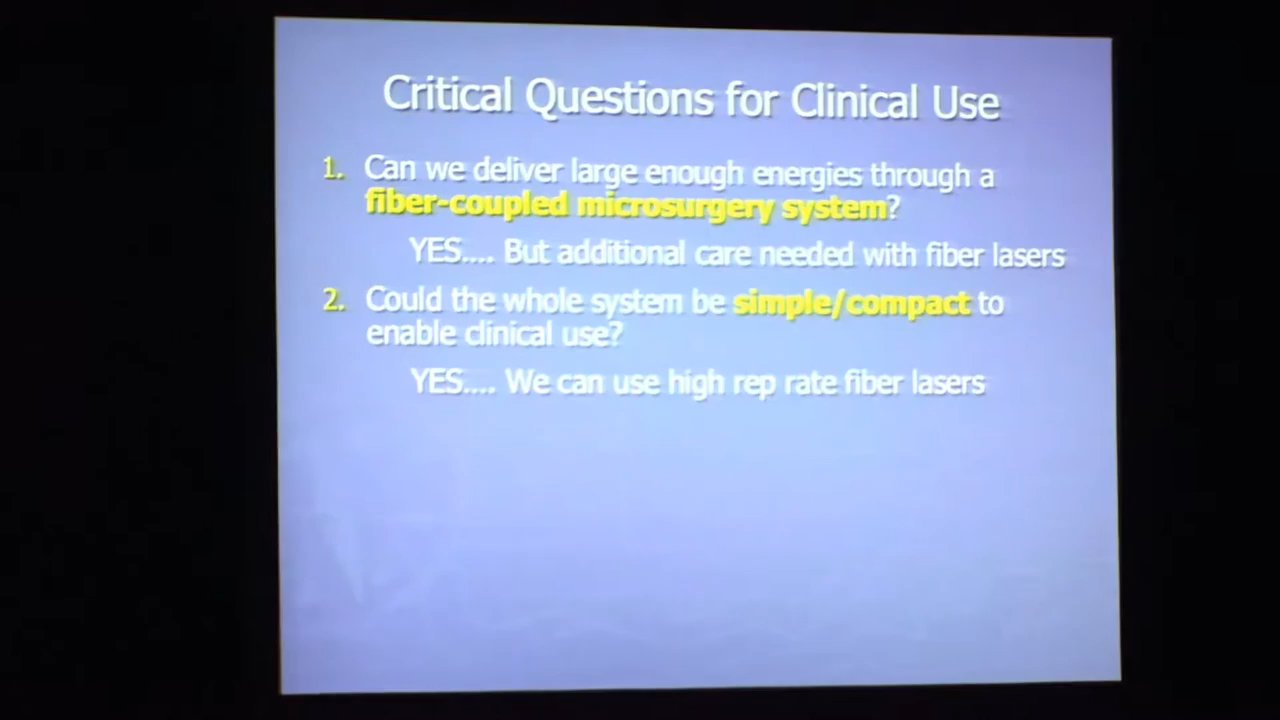 Critical Questions for Clinical Use
1. Can we deliver large enough energies through a
fiber-coupled microsurgery system?
YES.... But additional care needed with fiber lasers
2. Could the whole system be simple/compact to
enable clinical use?
YES.... We can use high rep rate fiber lasers